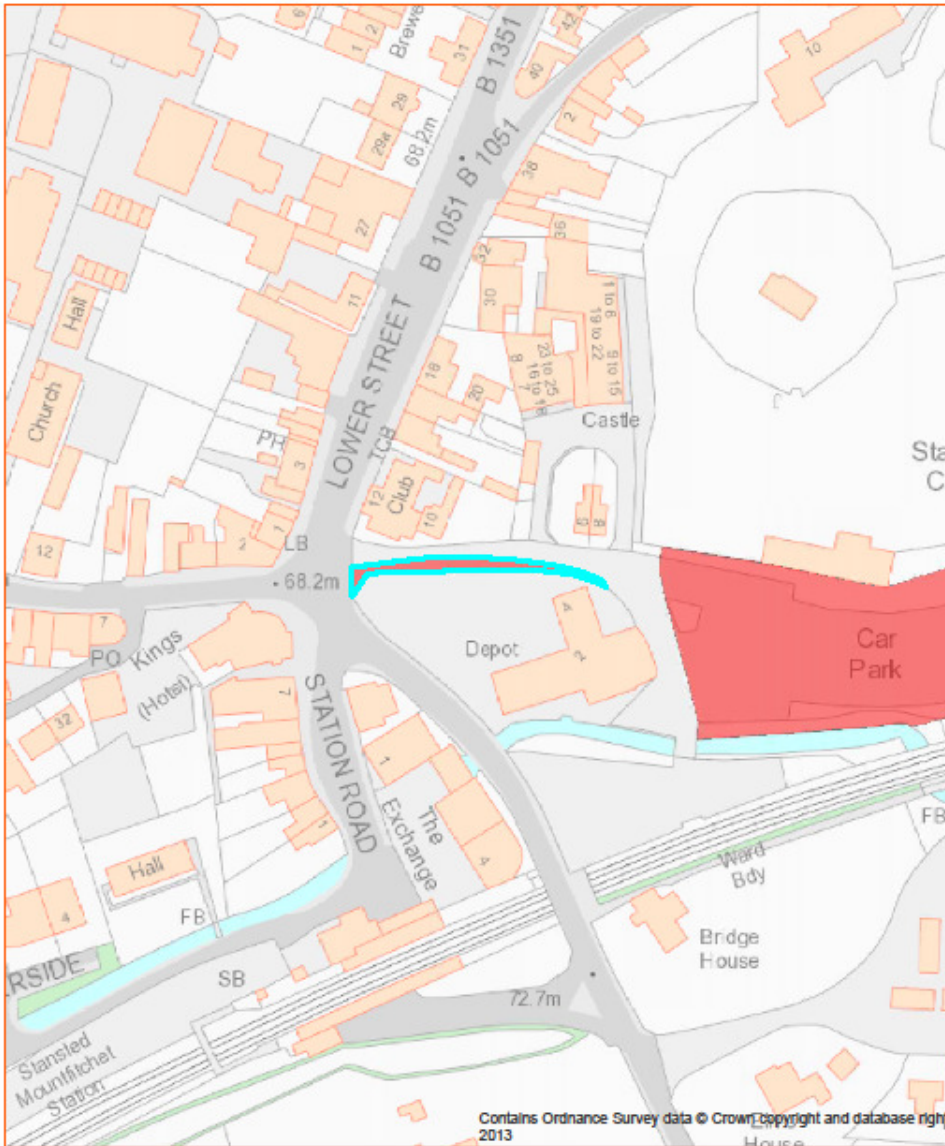 6
1
2
Brewe
31
B 1351
42
40
2
10
29
29a
68.2m
B 1051
B 1051
38
36
32
30
27
11
1 to 6
19 to 22
9 to 15
23 to 25
16 to 18
8
7
Hall
Church
LOWER STREET
18
20
Castle
PH
3
TCB
12
Club
10
6
8
Sta
C
12
2
1
LB
68.2m
7
PO
Kings
(Hotel)
Depot
4
2
Car
Park
32
7
STATION ROAD
1
1
The
Exchange
4
Hall
4
FB
FB
Ward
Bdy
Bridge
House
ERSIDE
SB
72.7m
Stansted
Mountfitchet
Station
Contains Ordnance Survey data © Crown copyright and database righ
2013
House